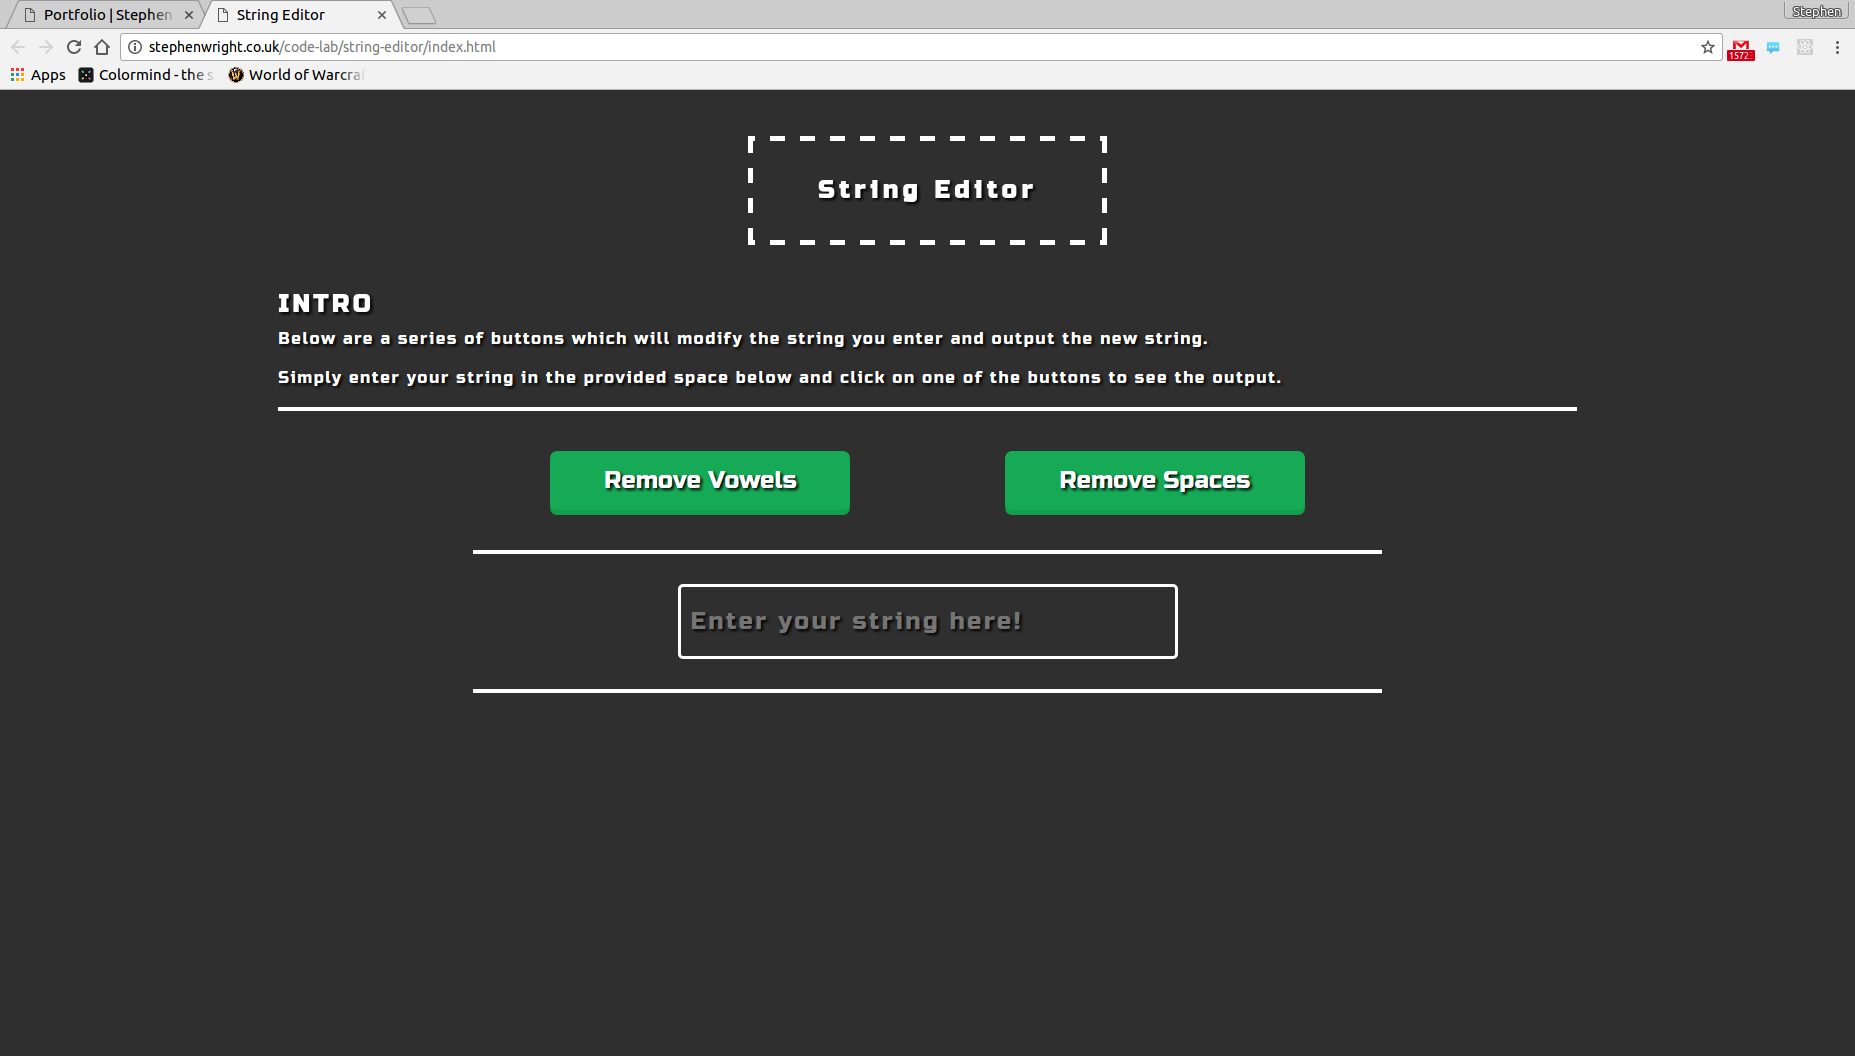 Portfolio | Stephen
String Editor
Stephen
stephenwright.co.uk/code-lab/string-editor/index.html
1572
Apps
Colormind - the s
World of Warcraf
String Editor
INTRO
Below are a series of buttons which will modify the string you enter and output the new string.
Simply enter your string in the provided space below and click on one of the buttons to see the output.
Remove Vowels
Remove Spaces
Enter your string here!